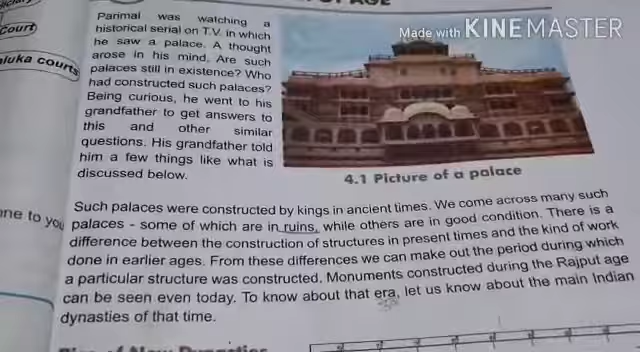 Made with KINEMASTER
Court
aluka courts
Parimal was watching a
historical serial on T.V. in which
he saw a palace. A thought
arose in his mind. Are such
palaces still in existence? Who
had constructed such palaces?
Being curious, he went to his
grandfather to get answers to
this and other similar
questions. His grandfather told
him a few things like what is
discussed below.
4.1 Picture of a palace
ne to you
Such palaces were constructed by kings in ancient times. We come across many such
palaces - some of which are in ruins, while others are in good condition. There is a
difference between the construction of structures in present times and the kind of work
done in earlier ages. From these differences we can make out the period during which
a particular structure was constructed. Monuments constructed during the Rajput age
can be seen even today. To know about that era, let us know about the main Indian
dynasties of that time.